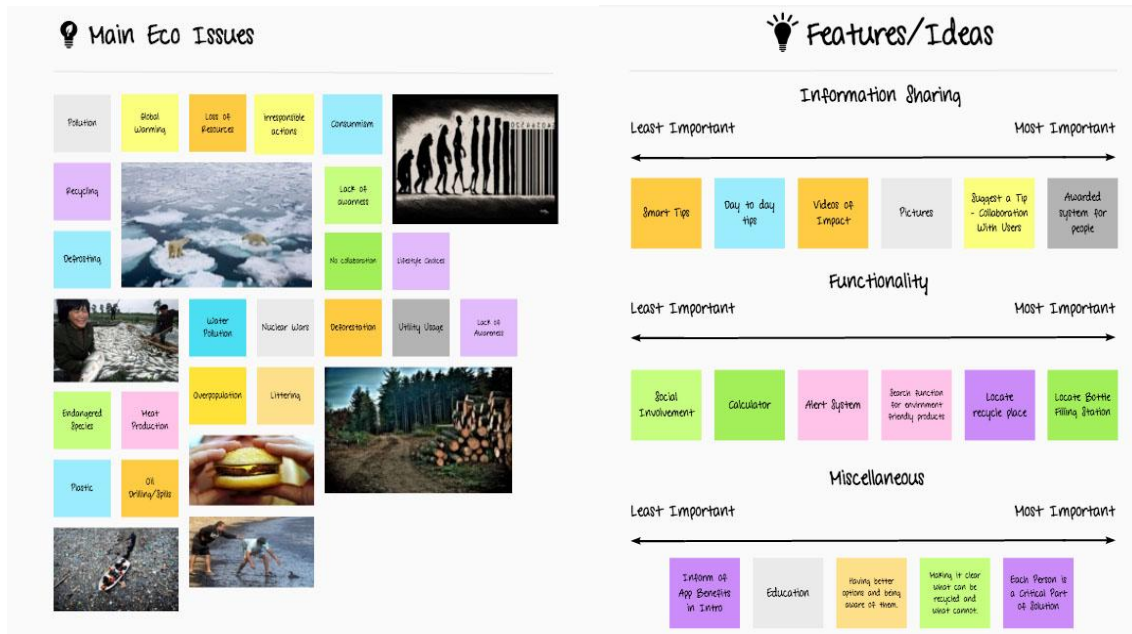 Main Eco Issues
Pollution
Global
Warming
Loss of
Resources
Irresponsible
actions
Consumism
Recycling
Lack of
awarness
Defrosting
No collaboration
Lifestyle Choices
Water
Pollution
Nuclear Wars
Deforestation
Utility Usage
Lack of
Awareness
Overpopulation
Littering
Endangered
Species
Plastic
Oil
Drilling/Spills
Features/Ideas
Information Sharing
Least Important
Most Important
Smart Tips
Day to day
tips
Videos of
Impact
Pictures
Suggest a Tip
- Collaboration
With Users
Awarded
system for
people
Functionality
Least Important
Most Important
Social
Involvement
Calculator
Alert System
Search function
friendly products
Locate
recycle place
Locate Bottle
Filling Station
Miscellaneous
Least Important
Most Important
Inform of
App Benefits
in Intro
Education
Having better
options and being
aware of them.
Making it clear
what can be
recycled and
what cannot.
Each Person is
a Critical Part
of Solution